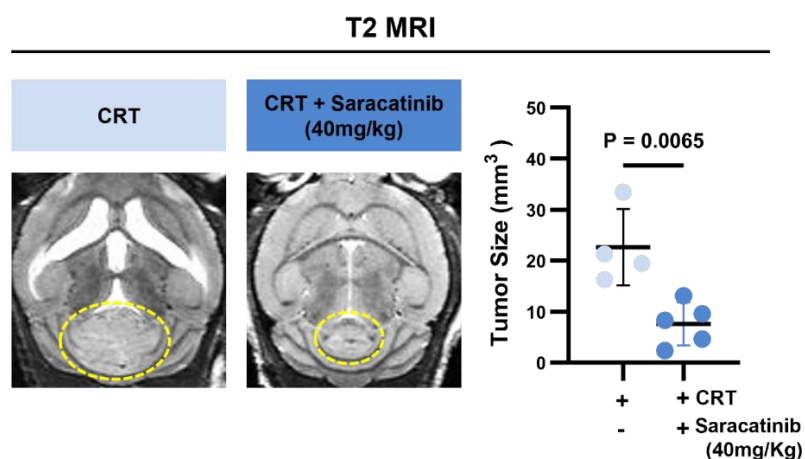 T2 MRI
CRT
CRT + Saracatinib
(40mg/kg)
50
40
30
20
10
0
Tumor Size (mm³)
P = 0.0065
+ + CRT
- + Saracatinib
(40mg/Kg)